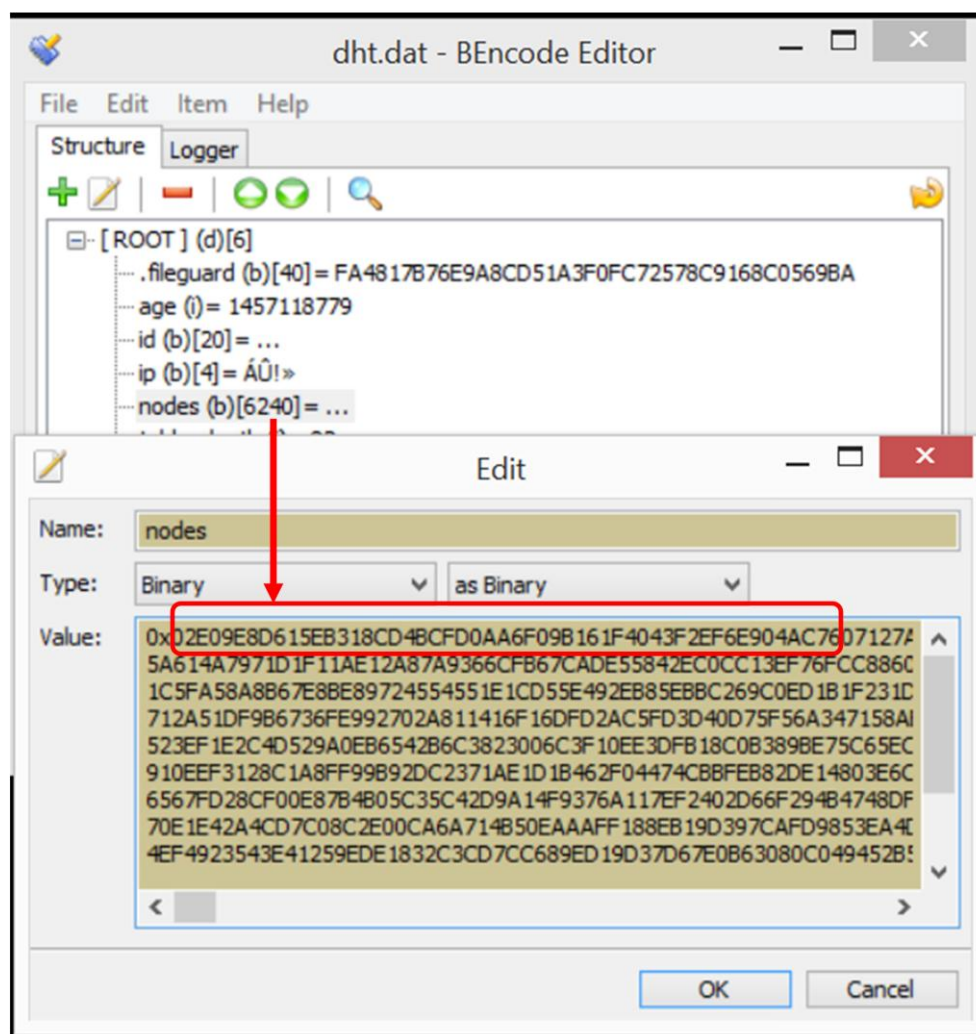 dht.dat - BEncode Editor
File Edit Item Help
Structure Logger
[ ROOT ] (d)[6]
.fileguard (b)[40] = FA4817B76E9A8CD51A3F0FC72578C9168C0569BA
age (i) = 1457118779
id (b)[20] = ...
ip (b)[4] = ÁÛ!»
nodes (b)[6240] = ...
Edit
Name: nodes
Type: Binary as Binary
Value: 0x02E09E8D615EB318CD4BCFD0AA6F09B161F4043F2EF6E904AC7607127A
5A614A7971D1F11AE12A87A9366CFB67CADE55842EC0CC13EF76FCC8860
1C5FA58A8B67E8BE89724554551E1CD55E492EB85EBBC269C0ED1B1F231D
712A51DF9B6736FE992702A811416F16DFD2AC5FD3D40D75F56A347158A
523EF1E2C4D529A0EB6542B6C3823006C3F10EE3DFB18C0B389BE75C65EC
910EEF3128C1A8FF99B92DC2371AE1D1B462F04474CBBFEB82DE14803E6C
6567FD28CF00E87B4B05C35C42D9A14F9376A117EF2402D66F294B4748DF
70E1E42A4CD7C08C2E00CA6A714B50EAAAFF188EB19D397CAFD9853EA4
4EF4923543E41259EDE1832C3CD7CC689ED19D37D67E0B63080C049452B
OK Cancel